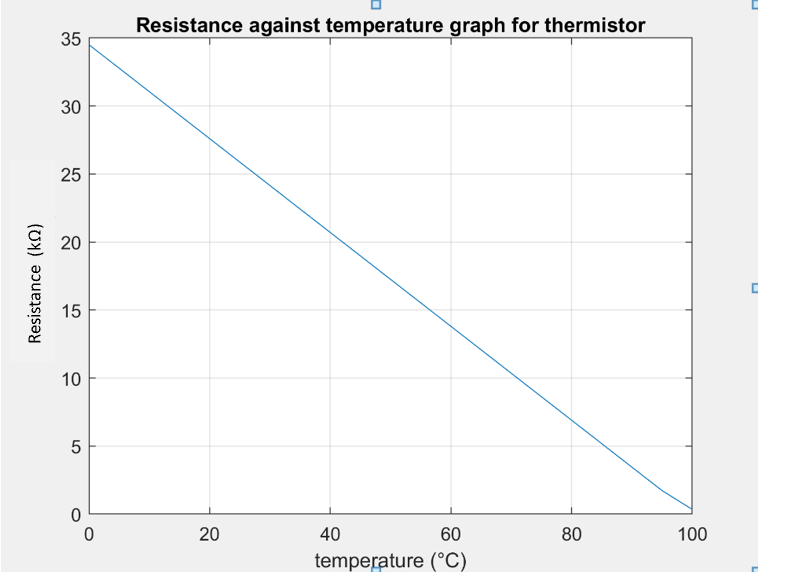 Resistance against temperature graph for thermistor
35
30
25
20
15
10
5
0
Resistance (kΩ)
0 20 40 60 80 100
temperature (°C)